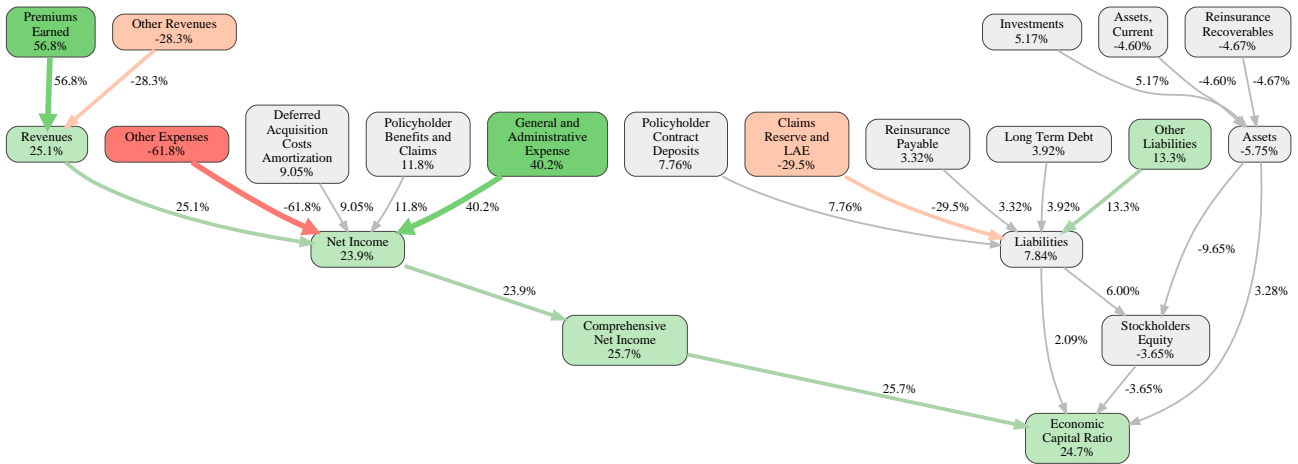 Premiums
Earned
56.8%
Other Revenues
-28.3%
Investments
5.17%
Assets,
Current
-4.60%
Reinsurance
Recoverables
-4.67%
56.8%
-28.3%
5.17%
-4.60%
-4.67%
Revenues
25.1%
Other Expenses
-61.8%
Deferred
Acquisition
Costs
Amortization
9.05%
Policyholder
Benefits and
Claims
11.8%
General and
Administrative
Expense
40.2%
Policyholder
Contract
Deposits
7.76%
Claims
Reserve and
LAE
-29.5%
Reinsurance
Payable
3.32%
Long Term Debt
3.92%
Other
Liabilities
13.3%
Assets
-5.75%
25.1%
-61.8%
9.05%
11.8%
40.2%
7.76%
-29.5%
3.32%
3.92%
13.3%
Net Income
23.9%
Liabilities
7.84%
-9.65%
23.9%
6.00%
3.28%
Comprehensive
Net Income
25.7%
2.09%
Stockholders
Equity
-3.65%
25.7%
-3.65%
Economic
Capital Ratio
24.7%